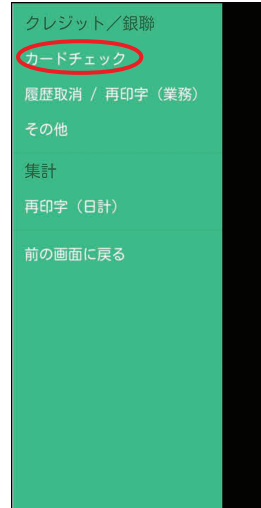 クレジット／銀聯
カードチェック
履歴取消 / 再印字（業務）
その他
集計
再印字（日計）
前の画面に戻る